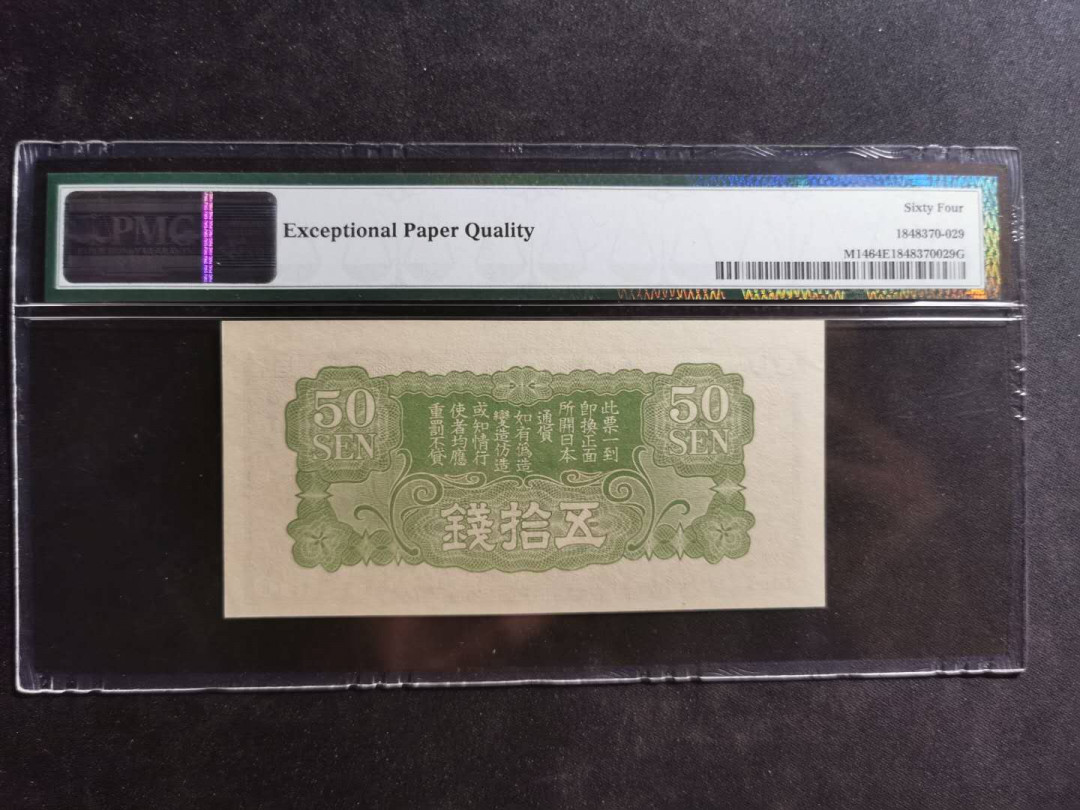 PMG
Exceptional Paper Quality
Sixty Four
1848370-029
M1464E1848370029G
50
SEN
50
SEN
此票一到
即換正面
所開日本
通貨
如有僞造
變造仿造
或知情行
使者均應
重罰不貸
五拾錢